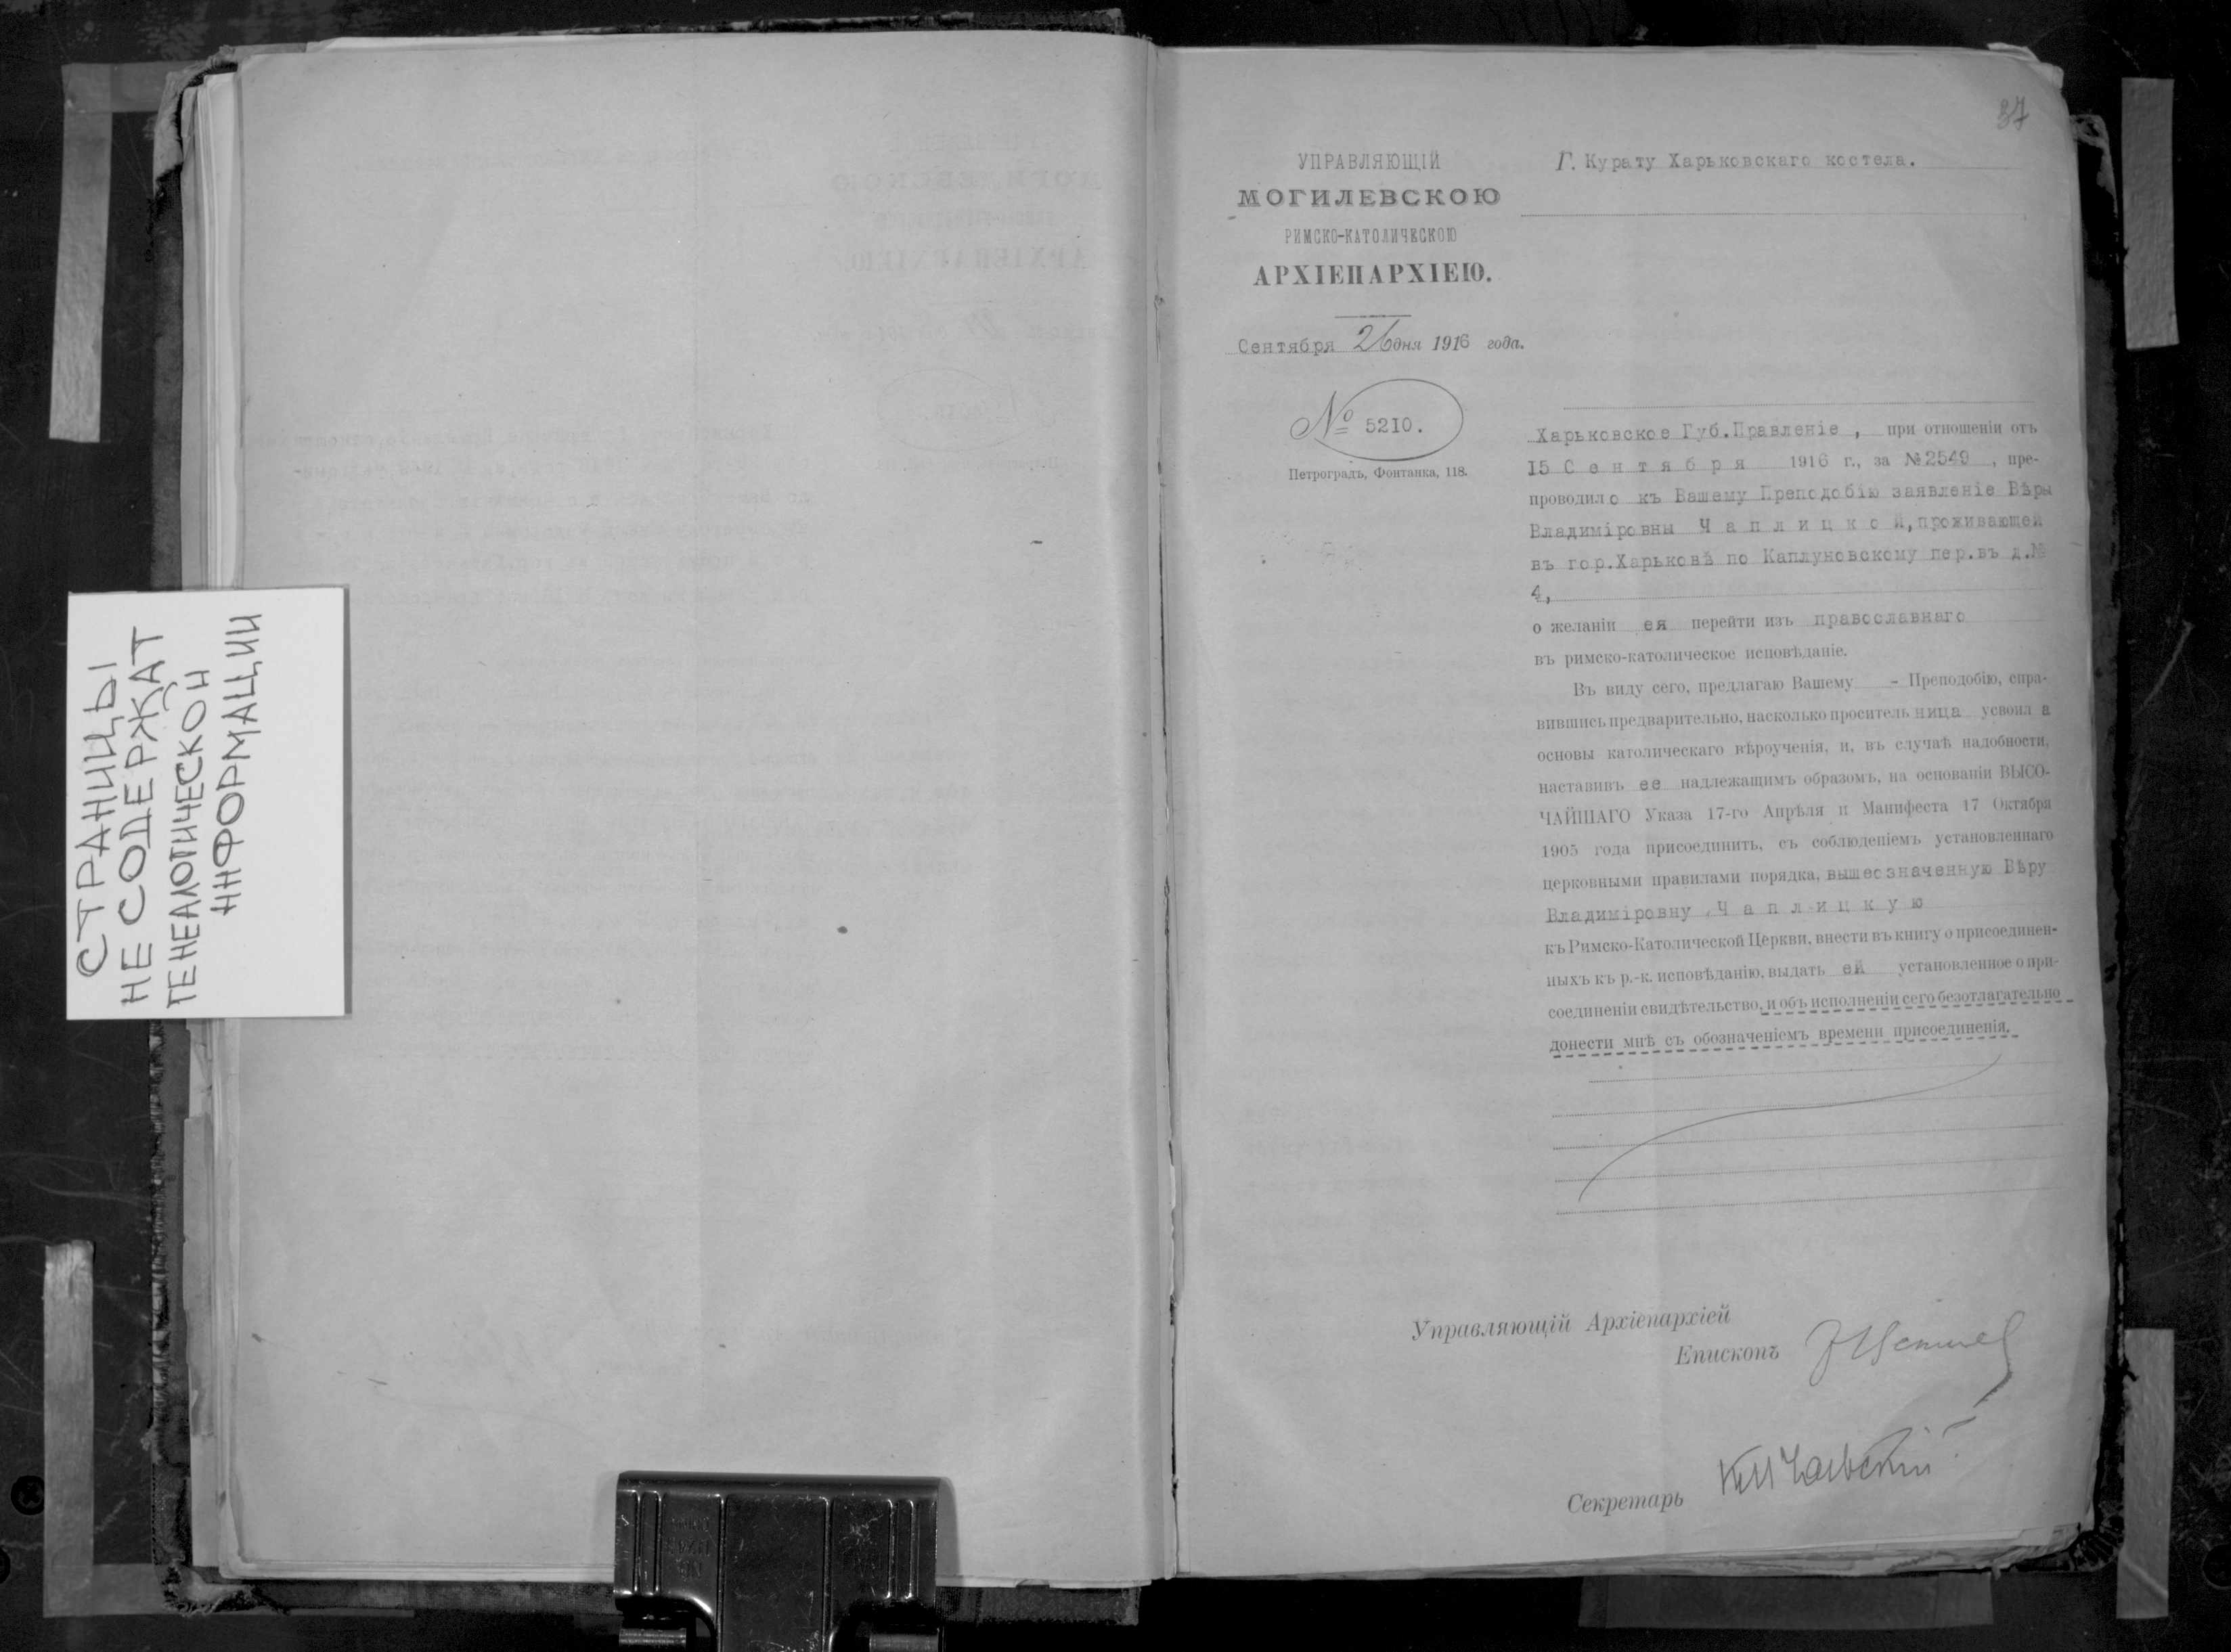 СТРАНИЦЫ
НЕ СОДЕРЖАТ
ГЕНЕАЛОГИЧЕСКОЙ
ИНФОРМАЦИИ
37
УПРАВЛЯЮЩІЙ
МОГИЛЕВСКОЮ
РИМСКО-КАТОЛИЧЕСКОЮ
АРХІЕПАРХІЕЮ.
Сентября 26 дня 1916 года.
№ 5210.
Петроградъ, Фонтанка, 118.
Г. Курату Харьковскаго костела.
Харьковское Губ.Правленіе, при отношеніи отъ
15 Сентября 1916 г., за №2549, пре-
проводило къ Вашему Преподобію заявленіе Вѣры
Владиміровны Чаплицкой, проживающей
въ гор.Харьковѣ по Каплуновскому пер.въ д.№
4,
о желаніи ея перейти изъ православнаго
въ римско-католическое исповѣданіе.
Въ виду сего, предлагаю Вашему - Преподобію, спра-
вившись предварительно, насколько просительница усвоила
основы католическаго вѣроученія, и, въ случаѣ надобности,
наставивъ ее надлежащимъ образомъ, на основаніи ВЫСО-
ЧАЙШАГО Указа 17-го Апрѣля и Манифеста 17 Октября
1905 года присоединить, съ соблюденіемъ установленнаго
церковными правилами порядка, вышеозначенную Вѣру
Владиміровну Чаплицкую
къ Римско-Католической Церкви, внести въ книгу о присоединен-
ныхъ къ р.-к. исповѣданію, выдать ей установленное о при-
соединеніи свидѣтельство, и объ исполненіи сего безотлагательно
донести мнѣ съ обозначеніемъ времени присоединенія.
Управляющій Архіепархіей
Епископъ
Секретарь